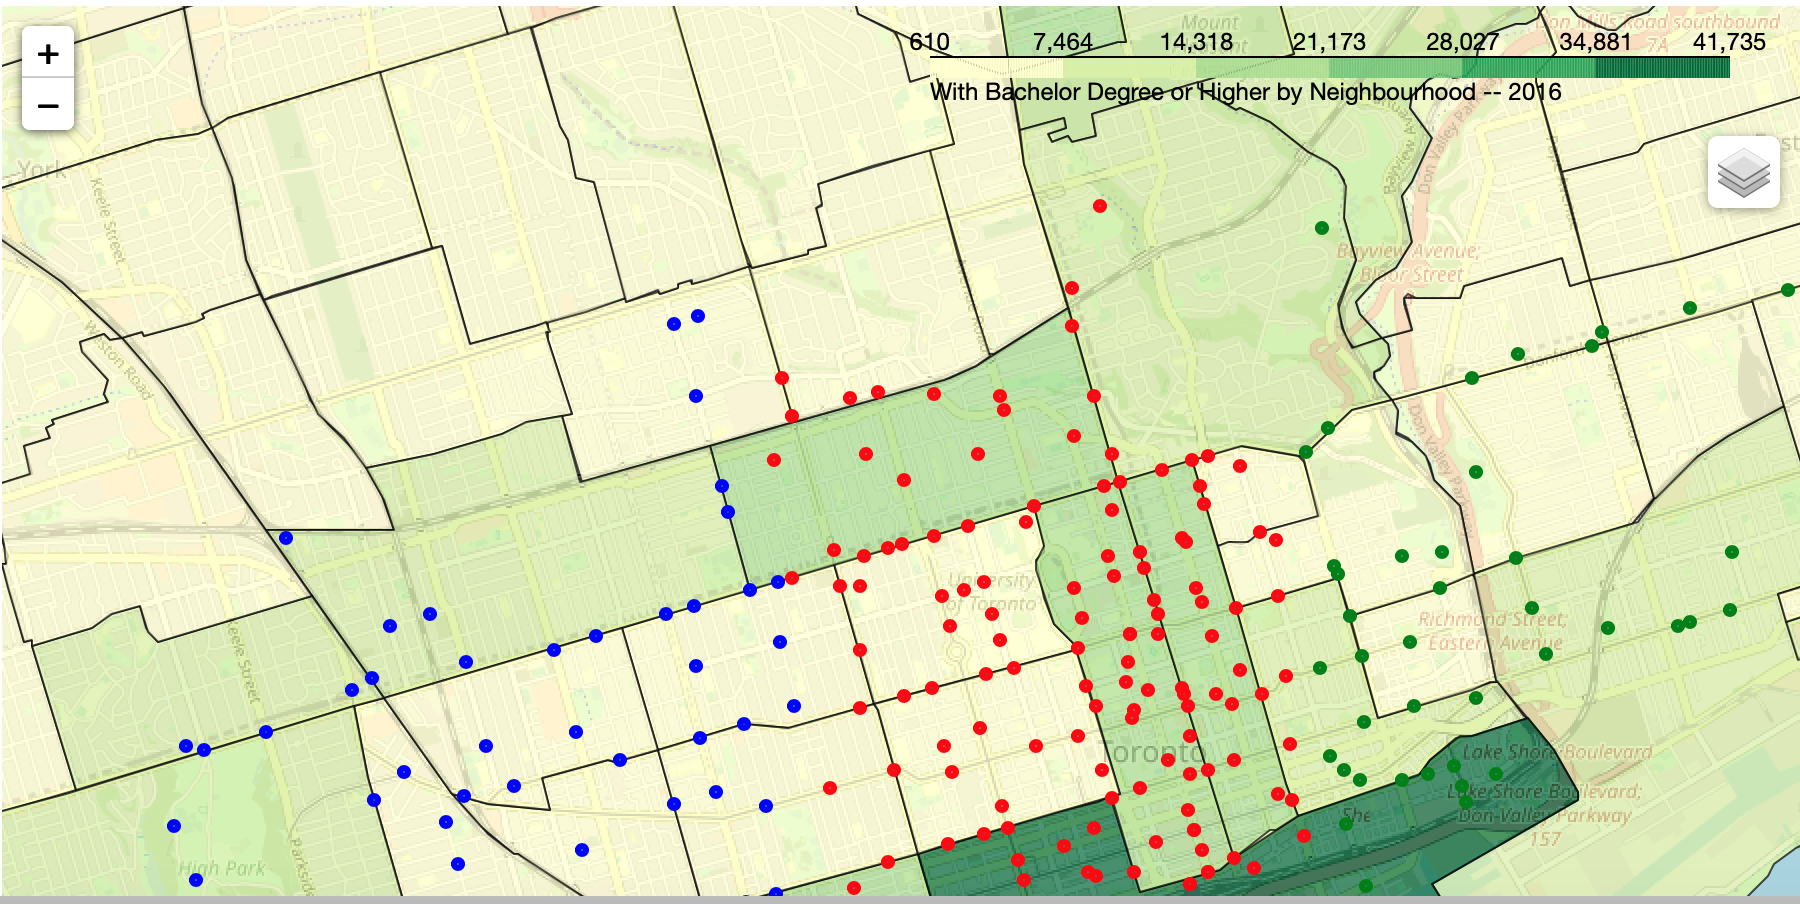 Don Mills Road southbound
7A
Mount
610 7,464 14,318 21,173 28,027 34,881 41,735
With Bachelor Degree or Higher by Neighbourhood -- 2016
+
−
York
Keele Street
Bayview Avenue
Don Valley Parkway
Bayview Avenue;
Bloor Street
Weston Road
Don Valley Parkway
University
of Toronto
Richmond Street;
Eastern Avenue
Keele Street
Toronto
Lake Shore Boulevard
Lake Shore Boulevard;
Don Valley Parkway
157
She
High Park
Parkside